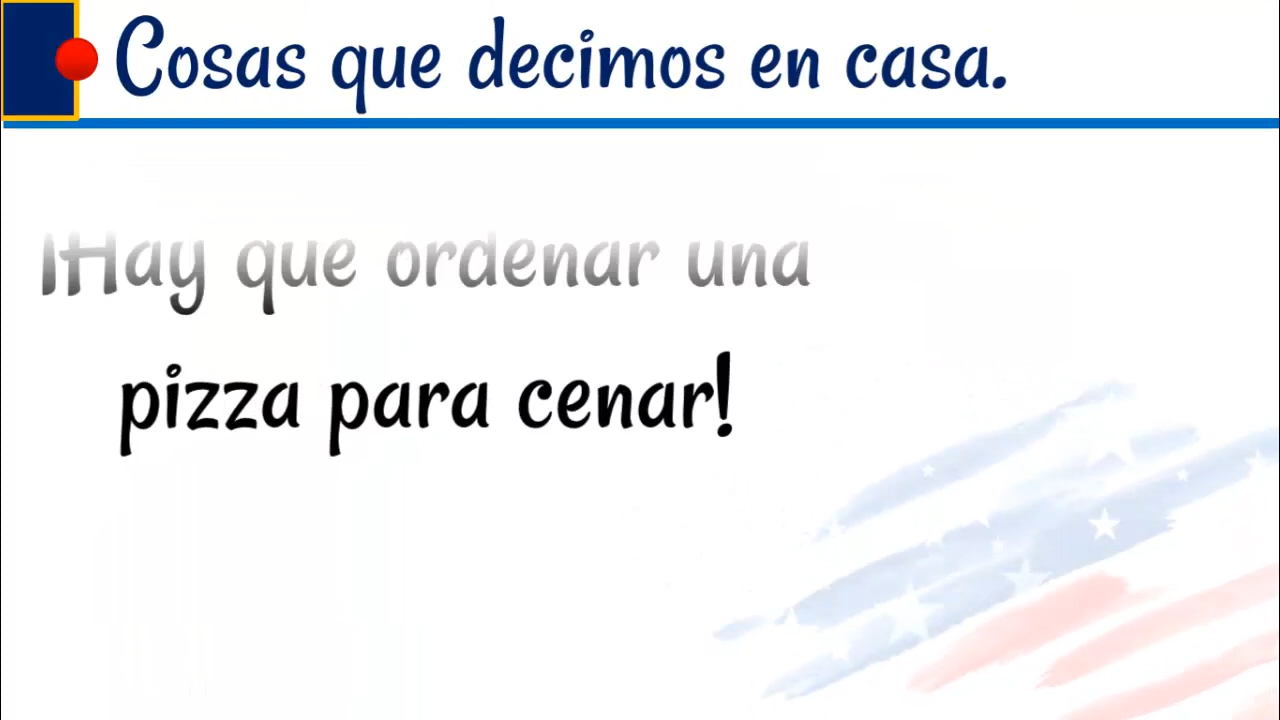 Cosas que decimos en casa.
¡Hay que ordenar una
pizza para cenar!